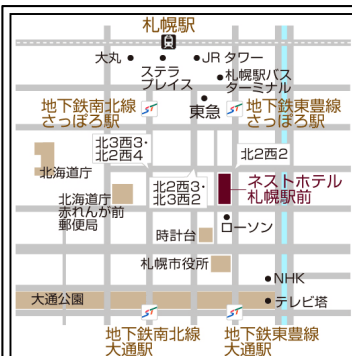 札幌駅
大丸
ステラ
プレイス
JR タワー
札幌駅バス
ターミナル
東急
地下鉄南北線
さっぽろ駅
地下鉄東豊線
さっぽろ駅
北3西3・
北2西4
北2西2
北海道庁
北海道庁
赤れんが前
郵便局
北2西3・
北3西2
ネストホテル
札幌駅前
ローソン
時計台
札幌市役所
NHK
大通公園
テレビ塔
地下鉄南北線
大通駅
地下鉄東豊線
大通駅